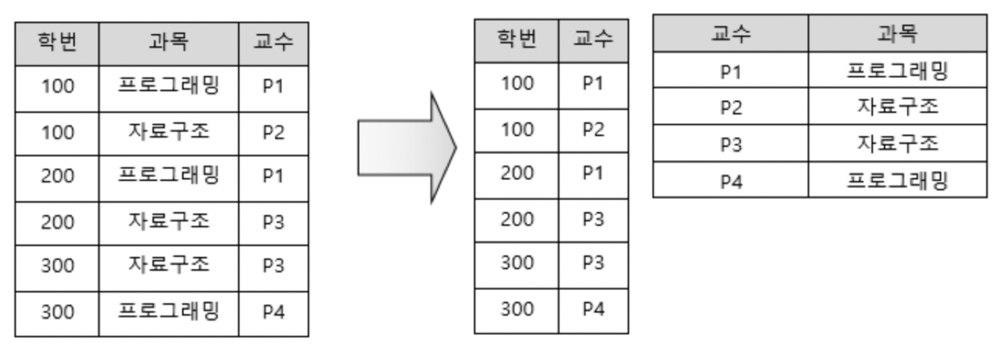 학번 과목 교수
100 프로그래밍 P1
100 자료구조 P2
200 프로그래밍 P1
200 자료구조 P3
300 자료구조 P3
300 프로그래밍 P4
학번 교수
100 P1
100 P2
200 P1
200 P3
300 P3
300 P4
교수 과목
P1 프로그래밍
P2 자료구조
P3 자료구조
P4 프로그래밍